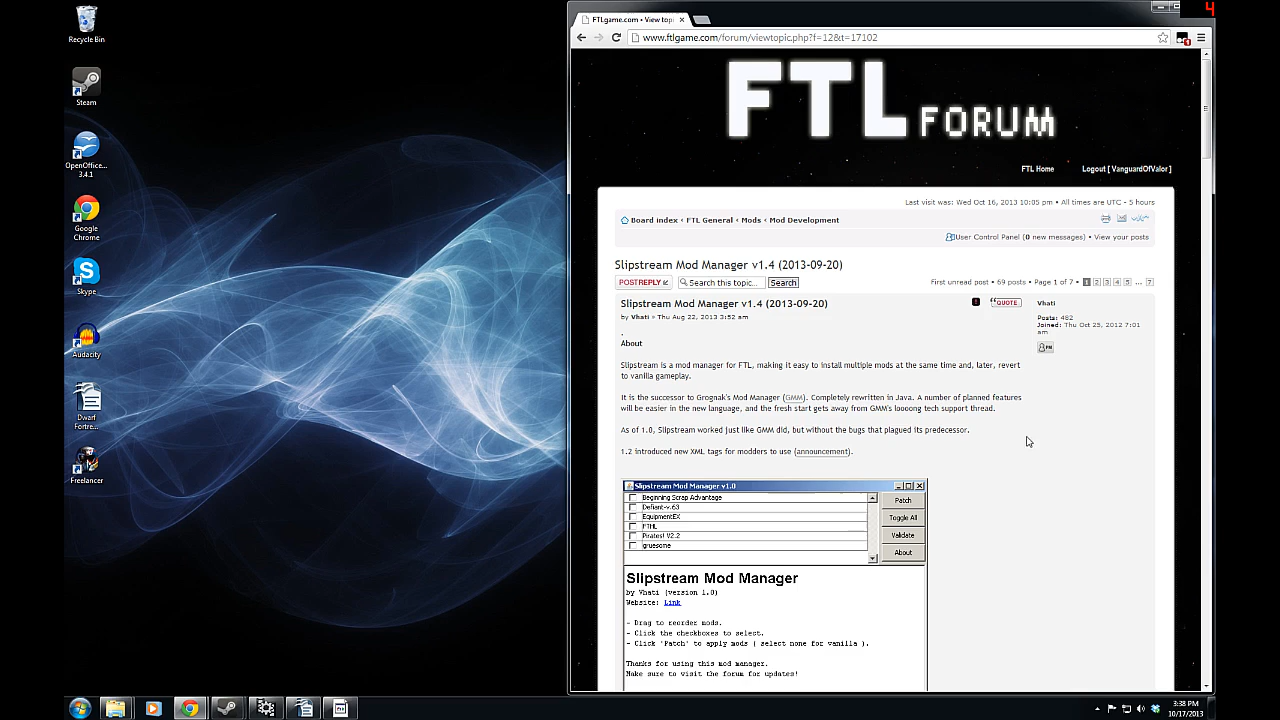 Recycle Bin
Steam
OpenOffice...
3.4.1
Google
Chrome
Skype
Audacity
Dwarf
Fortre...
Freelancer
4
FTLgame.com • View topi
www.ftlgame.com/forum/viewtopic.php?f=12&t=17102
FTL FORUM
FTL Home
Logout [ VanguardOfValor ]
Last visit was: Wed Oct 16, 2013 10:05 pm • All times are UTC - 5 hours
Board index ‹ FTL General ‹ Mods ‹ Mod Development
User Control Panel (0 new messages) • View your posts
Slipstream Mod Manager v1.4 (2013-09-20)
POSTREPLY
Search this topic...
Search
First unread post • 69 posts • Page 1 of 7 • 1 2 3 4 5 ... 7
Slipstream Mod Manager v1.4 (2013-09-20)
QUOTE
by Vhati » Thu Aug 22, 2013 3:52 am
Vhati
Posts: 482
Joined: Thu Oct 25, 2012 7:01
am
PM
.
About
Slipstream is a mod manager for FTL, making it easy to install multiple mods at the same time and, later, revert
to vanilla gameplay.
It is the successor to Grognak's Mod Manager (GMM). Completely rewritten in Java. A number of planned features
will be easier in the new language, and the fresh start gets away from GMM's loooong tech support thread.
As of 1.0, Slipstream worked just like GMM did, but without the bugs that plagued its predecessor.
1.2 introduced new XML tags for modders to use (announcement).
Slipstream Mod Manager v1.0
Beginning Scrap Advantage
Defiant-v.63
EquipmentEX
FTHL
Pirates! V2.2
gruesome
Patch
Toggle All
Validate
About
Slipstream Mod Manager
by Vhati (version 1.0)
Website: Link
- Drag to reorder mods.
- Click the checkboxes to select.
- Click 'Patch' to apply mods ( select none for vanilla ).
Thanks for using this mod manager.
Make sure to visit the forum for updates!
3:38 PM
10/17/2013